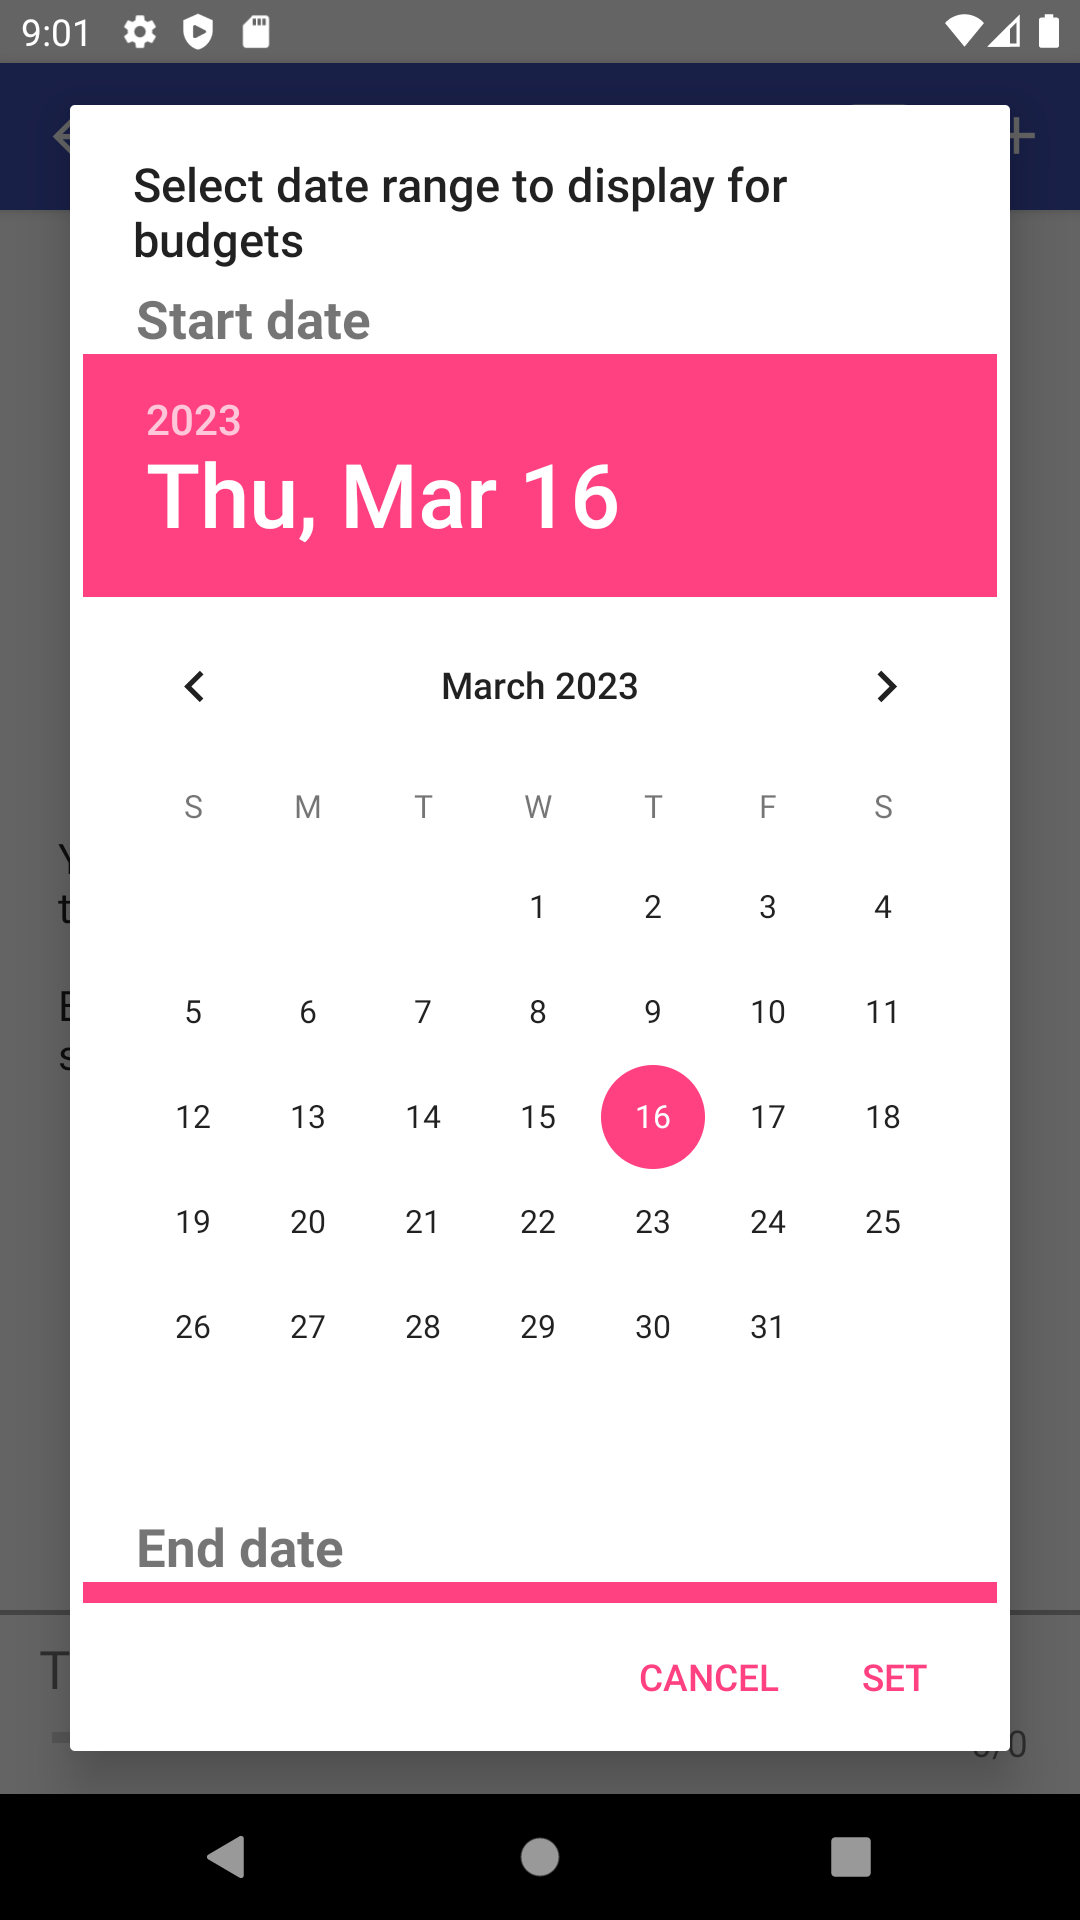 9:01
Select date range to display for
budgets
Start date
2023
Thu, Mar 16
March 2023
S M T W T F S
1 2 3 4
5 6 7 8 9 10 11
12 13 14 15 16 17 18
19 20 21 22 23 24 25
26 27 28 29 30 31
End date
CANCEL SET